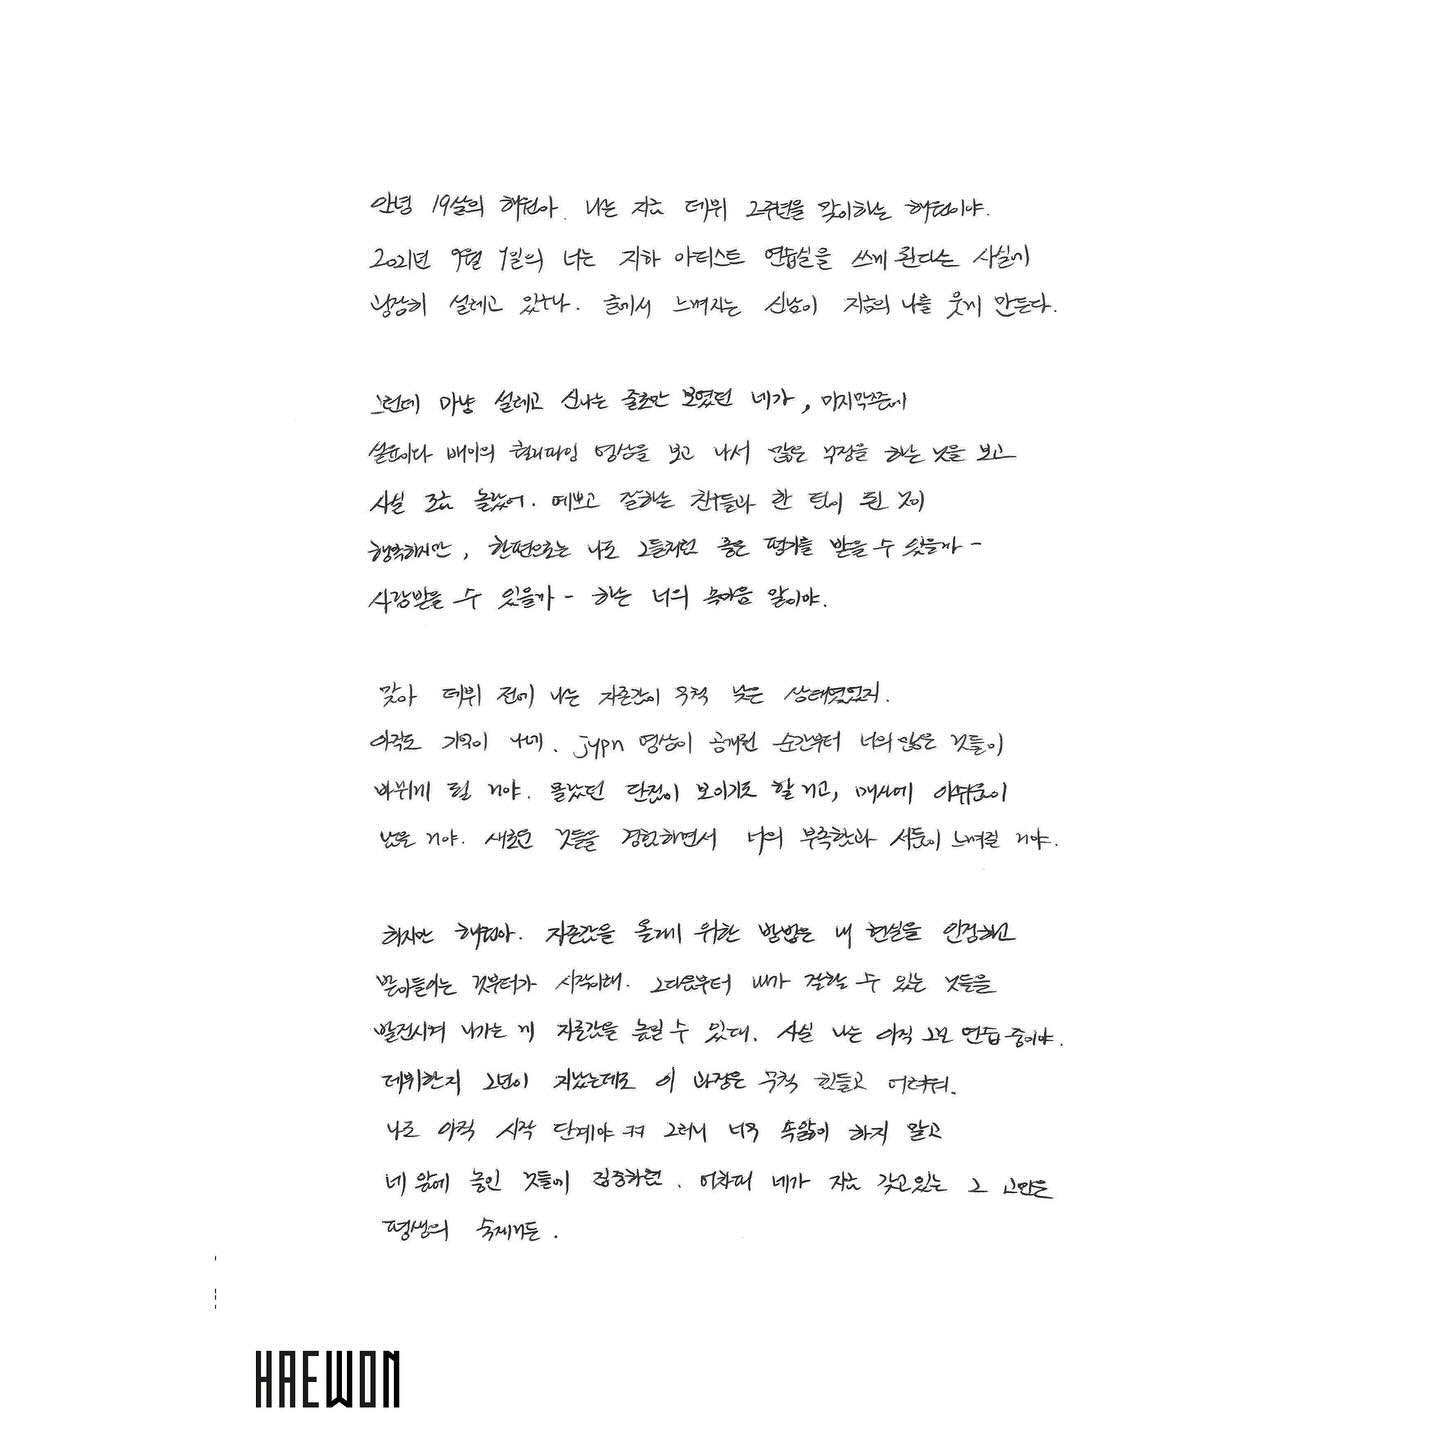 안녕 19살의 해원아. 나는 지금 데뷔 2주년을 맞이하는 해원이야.
2021년 9월 7일의 너는 지하 아티스트 연습실을 쓰게 된다는 사실에
굉장히 설레고 있구나. 글에서 느껴지는 신남이 지금의 나를 웃게 만든다.
그런데 마냥 설레고 신나는 줄로만 보였던 네가, 마지막쯤에
설윤이다 배이의 퀄리파잉 영상을 보고 나서 많은 걱정을 하는 것을 보고
사실 조금 놀랐어. 예쁘고 잘하는 친구들과 한 팀이 된 것이
행복하지만, 한편으로는 나도 그들처럼 좋은 평가를 받을 수 있을까 -
사랑받을 수 있을까 - 하는 너의 속마음 말이야.
맞아 데뷔 전에 나는 자존감이 무척 낮은 상태였었지.
아직도 기억이 나네. jypn 영상이 공개된 순간부터 너의 많은 것들이
바뀌게 될 거야. 몰랐던 단점이 보이기도 할 거고, 매사에 아쉬움이
남을 거야. 새로운 것들을 경험하면서 너의 부족함과 서툼이 느껴질 거야.
하지만 해원아. 자존감을 올리기 위한 방법은 내 현실을 인정하고
받아들이는 것부터가 시작이래. 그다음부터 내가 잘할 수 있는 것들을
발전시켜 나가는 게 자존감을 높일 수 있대. 사실 나는 아직 그보 연습 중이야.
데뷔한지 2년이 지났는데도 이 과정은 무척 힘들고 어려워.
나도 아직 시작 단계야 ㅋㅋ 그러니 너무 속앓이 하지 말고
네 앞에 놓인 것들에 집중하렴. 어차피 네가 지금 갖고있는 그 고민은
평생의 숙제거든.
HAEWON